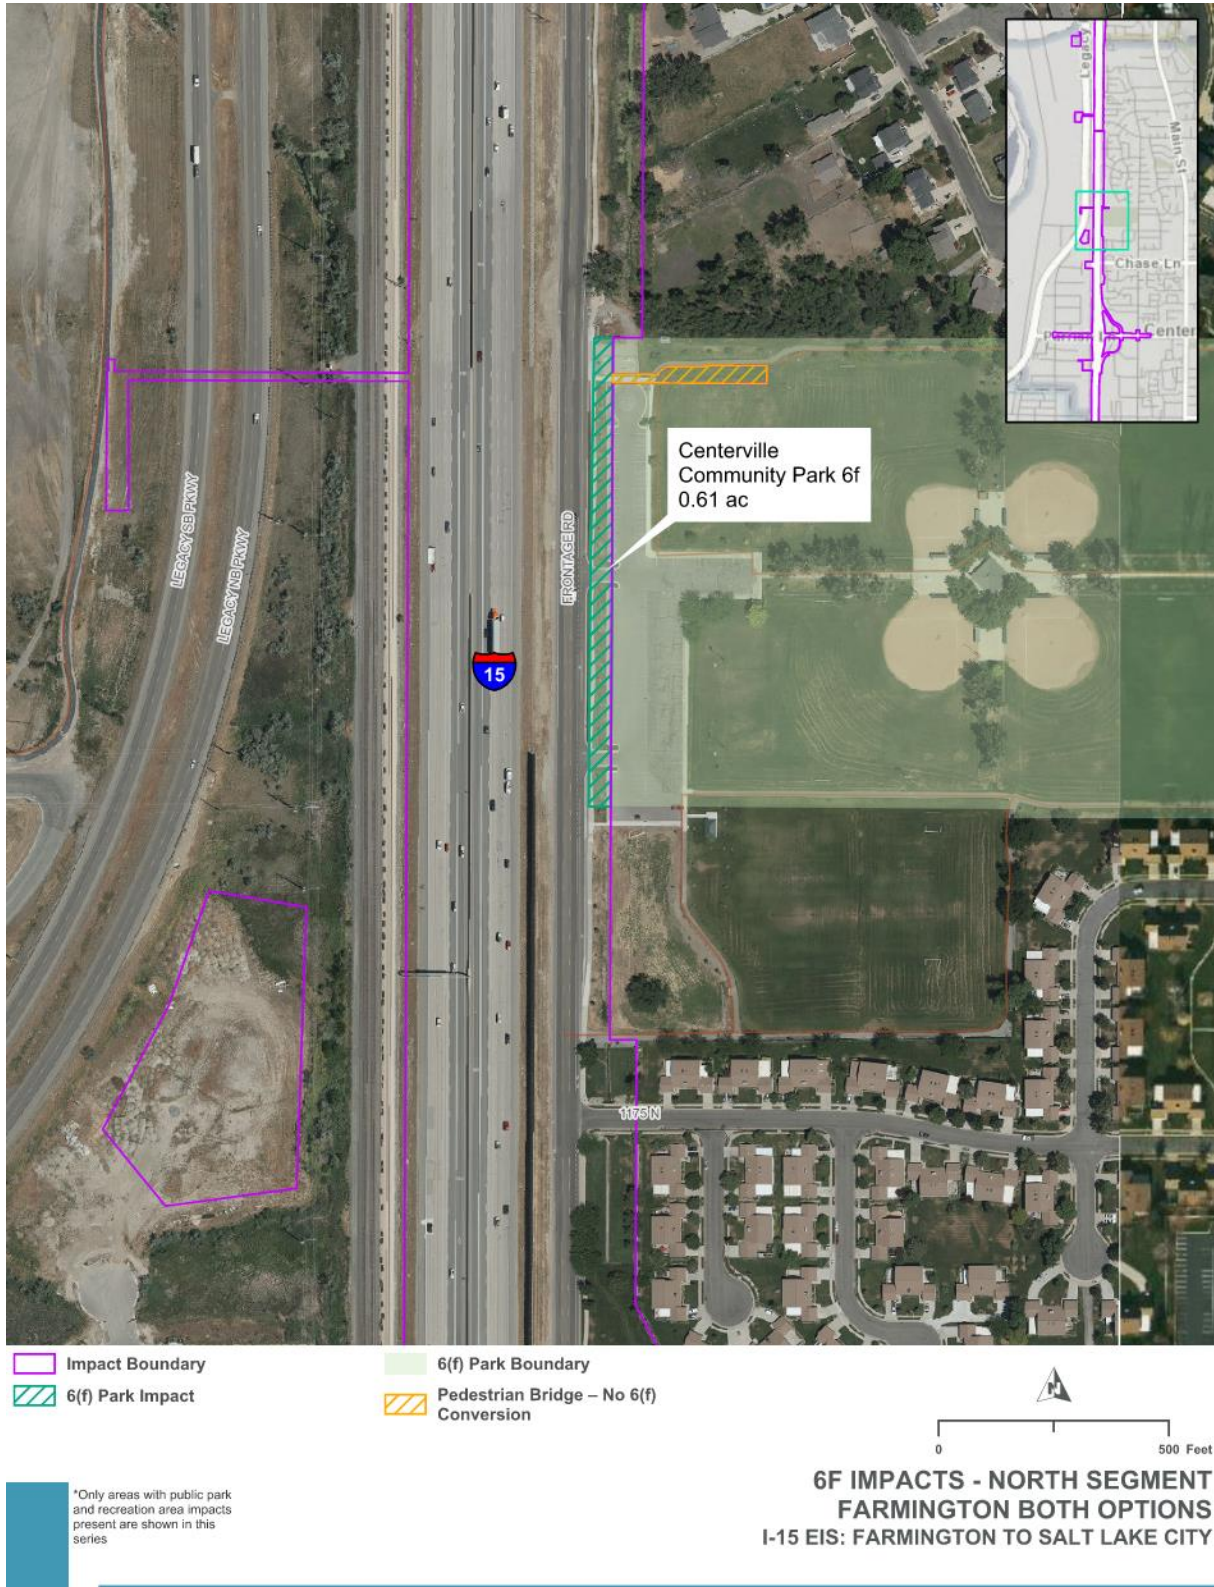 Legacy
Main St
Chase Ln
Center
Centerville
Community Park 6f
0.61 ac
LEGACY SB PKWY
LEGACY NB PKWY
FRONTAGE RD
15
1175 N
Impact Boundary
6(f) Park Impact
6(f) Park Boundary
Pedestrian Bridge – No 6(f)
Conversion
N
0
500 Feet
6F IMPACTS - NORTH SEGMENT
FARMINGTON BOTH OPTIONS
I-15 EIS: FARMINGTON TO SALT LAKE CITY
*Only areas with public park
and recreation area impacts
present are shown in this
series